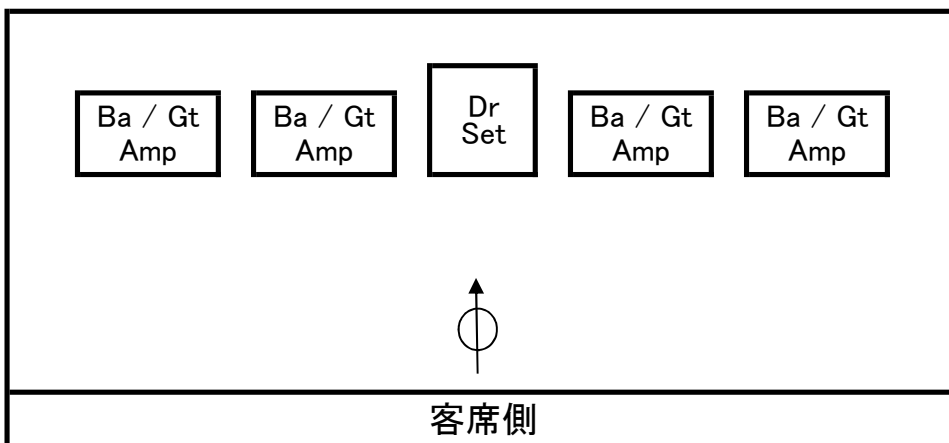 Ba / Gt
Amp
Ba / Gt
Amp
Dr
Set
Ba / Gt
Amp
Ba / Gt
Amp
客席側